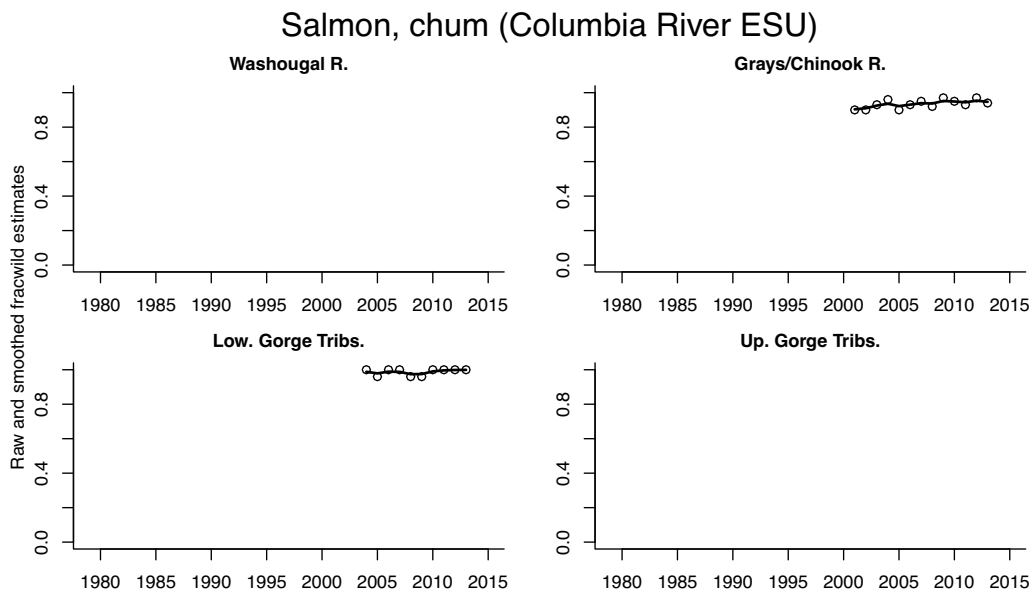 Salmon, chum (Columbia River ESU)
Raw and smoothed fracwild estimates
Washougal R.
0.8
0.4
0.0
1980 1985 1990 1995 2000 2005 2010 2015
Grays/Chinook R.
0.8
0.4
0.0
1980 1985 1990 1995 2000 2005 2010 2015
Low. Gorge Tribs.
0.8
0.4
0.0
1980 1985 1990 1995 2000 2005 2010 2015
Up. Gorge Tribs.
0.8
0.4
0.0
1980 1985 1990 1995 2000 2005 2010 2015